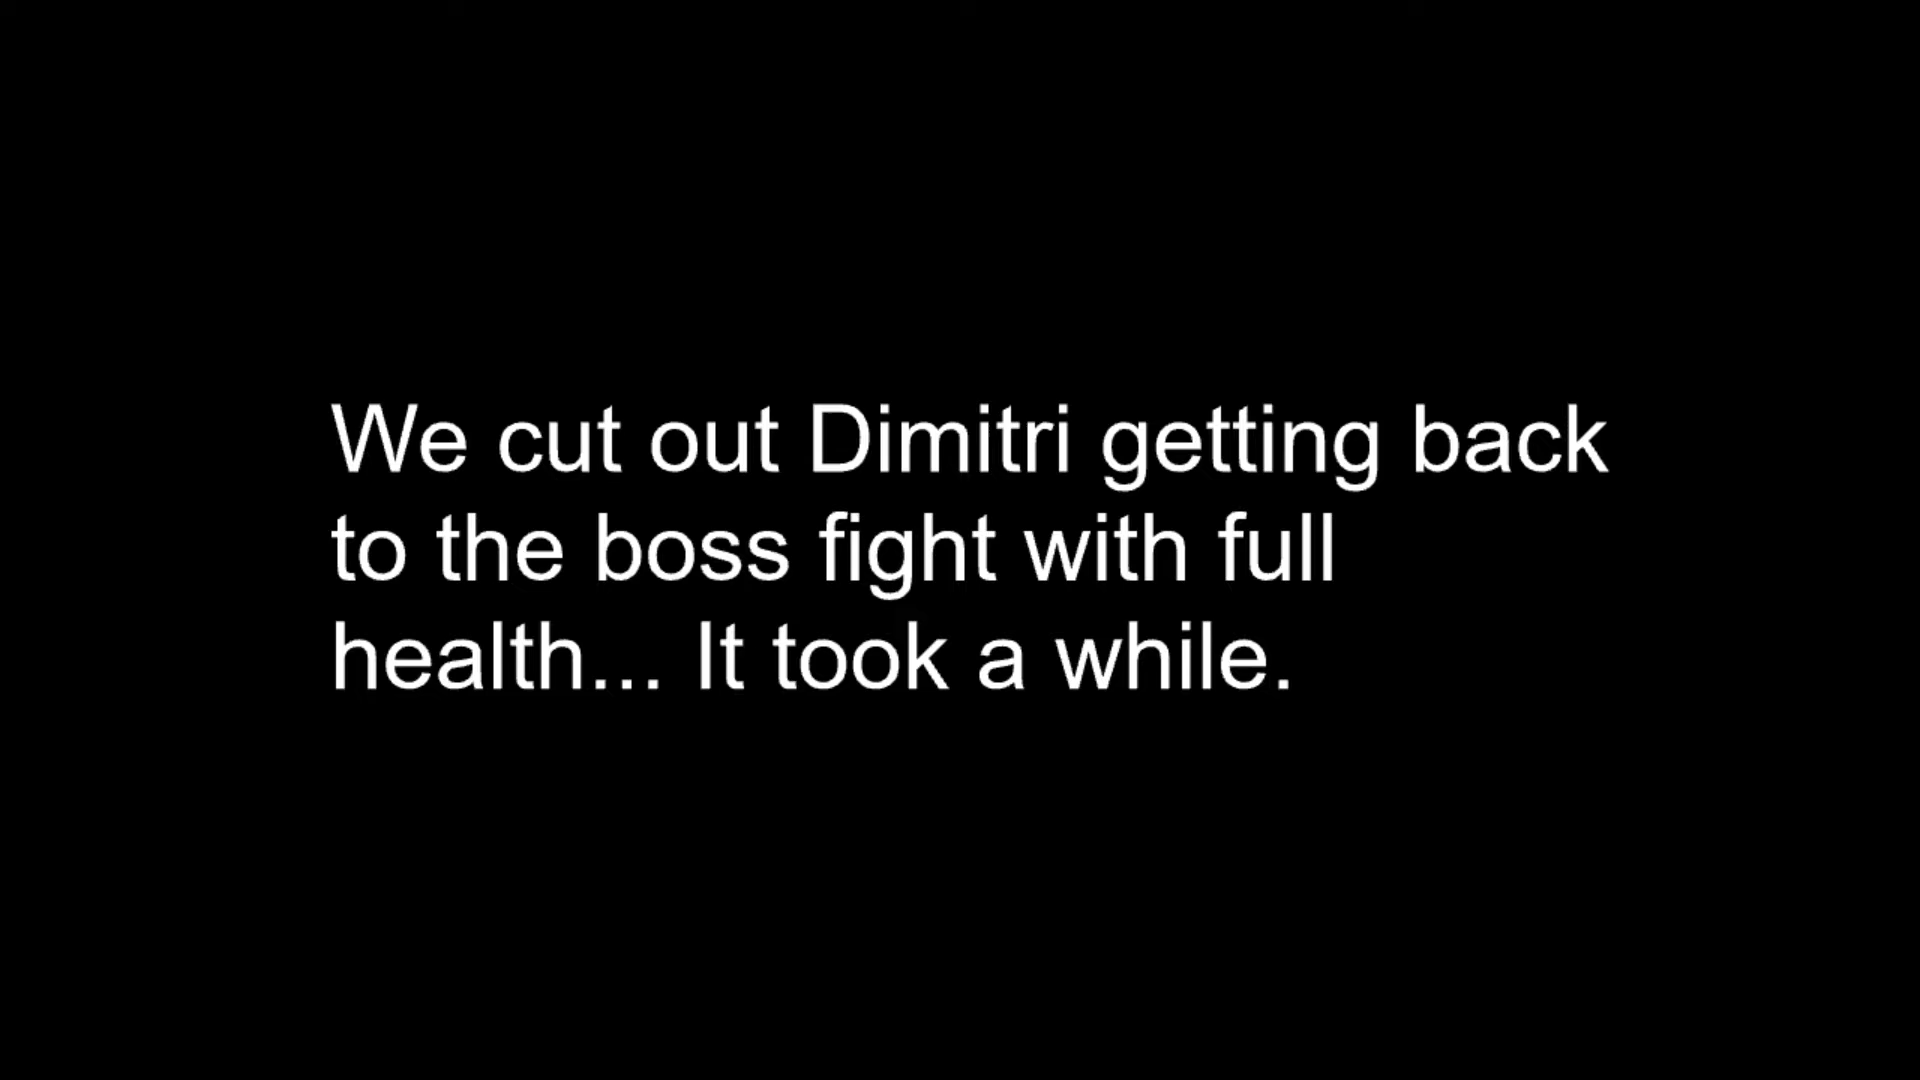 We cut out Dimitri getting back
to the boss fight with full
health... It took a while.